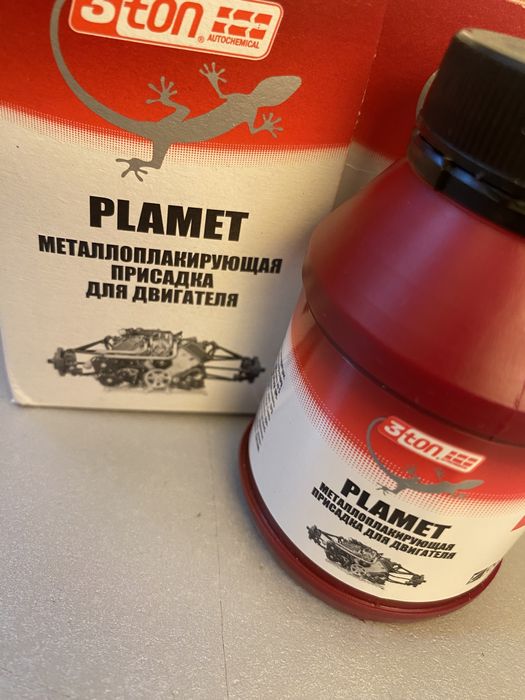 3ton
® AUTOCHEMICAL
PLAMET
МЕТАЛЛОПЛАКИРУЮЩАЯ
ПРИСАДКА
ДЛЯ ДВИГАТЕЛЯ
3ton
PLAMET
МЕТАЛЛОПЛАКИРУЮЩАЯ
ПРИСАДКА ДЛЯ ДВИГАТЕЛЯ